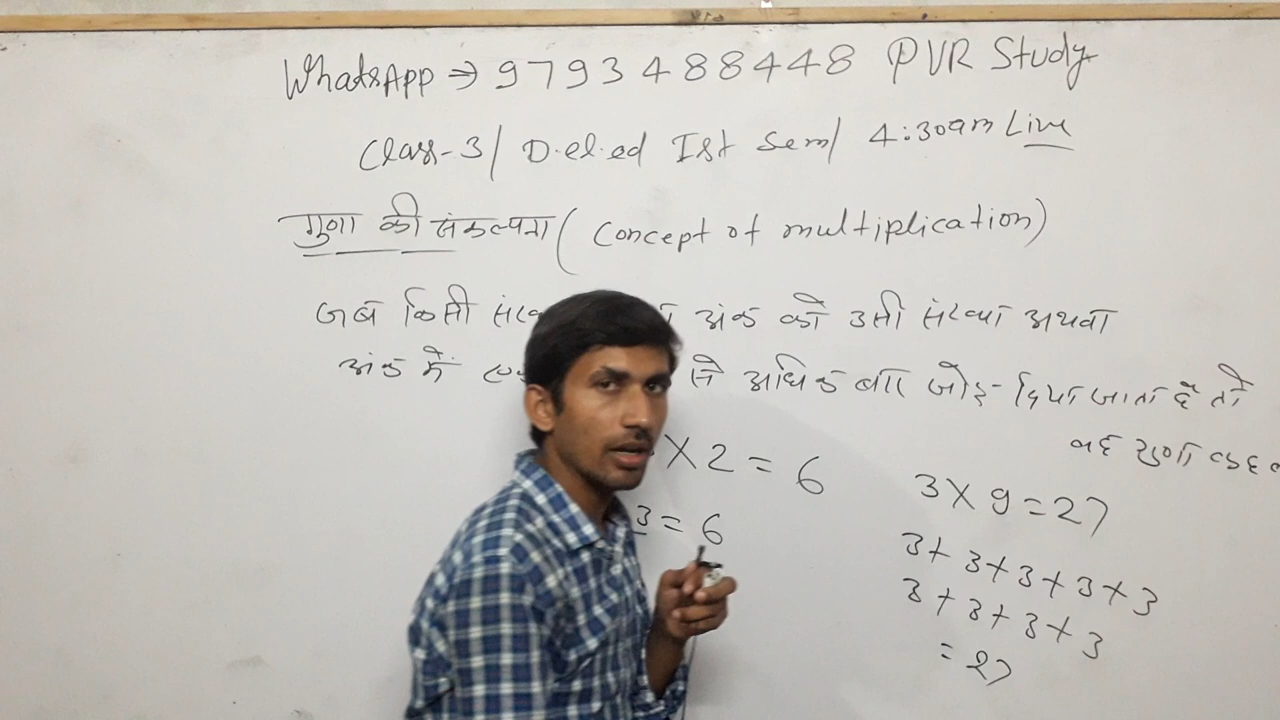 WhatsApp → 9793488448 PVR Study
Class-3/ D.el.ed Ist Sem/ 4:30am Live
गुणा की संकल्पना (Concept of multiplication)
जब किसी अंक को उसी संख्या अथवा
अंक में से अधिक बार जोड़ दिया जाता है तो
वह गुणा
X 2 = 6
3 = 6
3 X 9 = 27
3 + 3 + 3 + 3 + 3
3 + 3 + 3 + 3
= 27